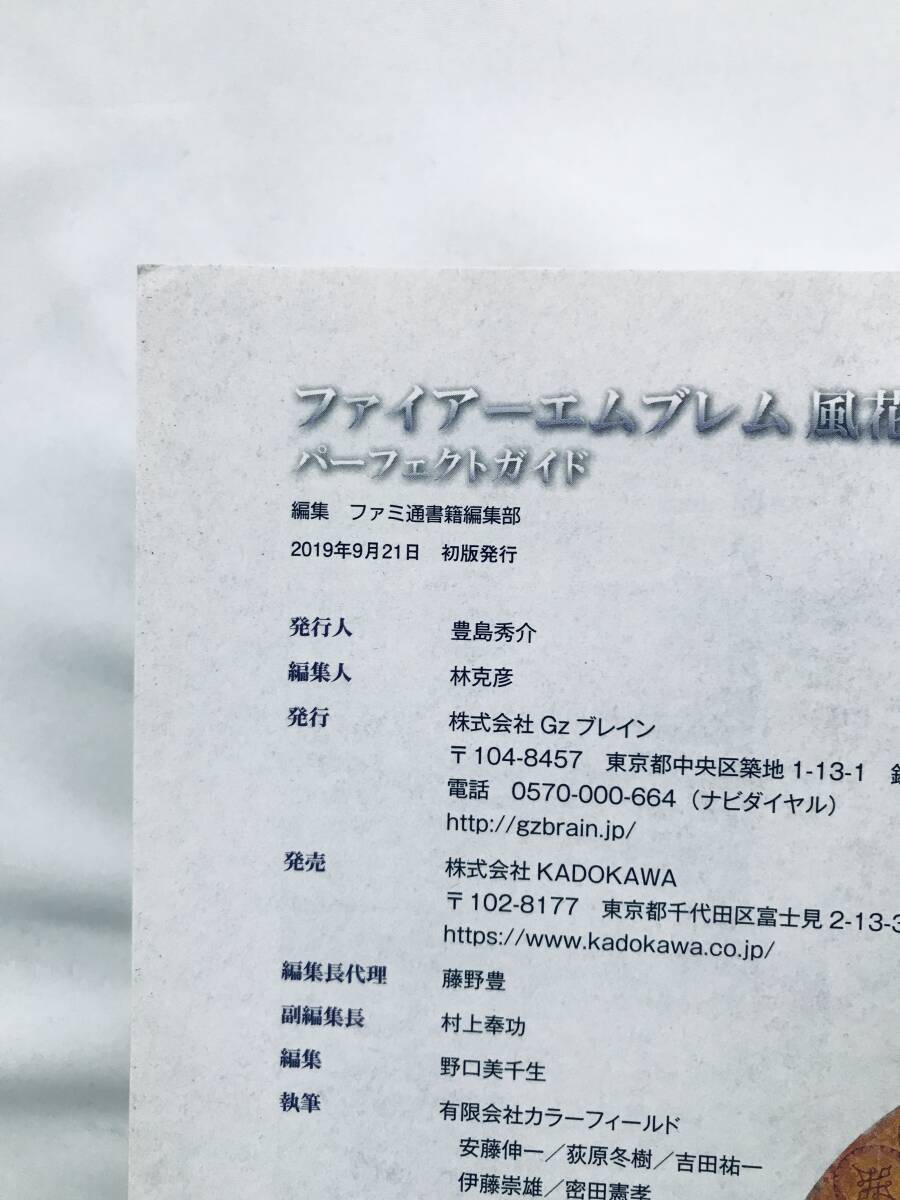 ファイアーエムブレム 風花
パーフェクトガイド
編集　ファミ通書籍編集部
2019年9月21日　初版発行
発行人　豊島秀介
編集人　林克彦
発行　株式会社 Gz ブレイン
〒104-8457　東京都中央区築地 1-13-1
電話　0570-000-664（ナビダイヤル）
http://gzbrain.jp/
発売　株式会社 KADOKAWA
〒102-8177　東京都千代田区富士見 2-13-3
https://www.kadokawa.co.jp/
編集長代理　藤野豊
副編集長　村上奉功
編集　野口美千生
執筆　有限会社カラーフィールド
安藤伸一／荻原冬樹／吉田祐一
伊藤崇雄／密田憲孝